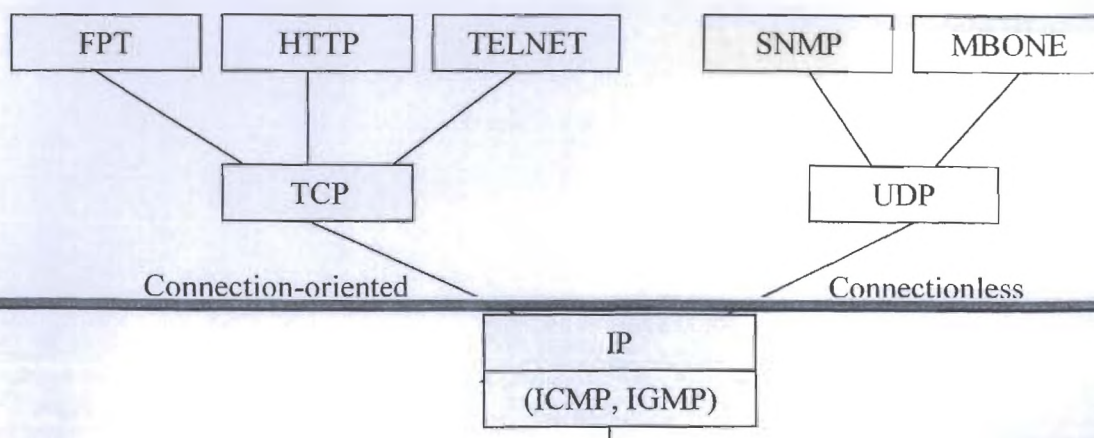 FPT HTTP TELNET SNMP MBONE
TCP UDP
Connection-oriented Connectionless
IP
(ICMP, IGMP)